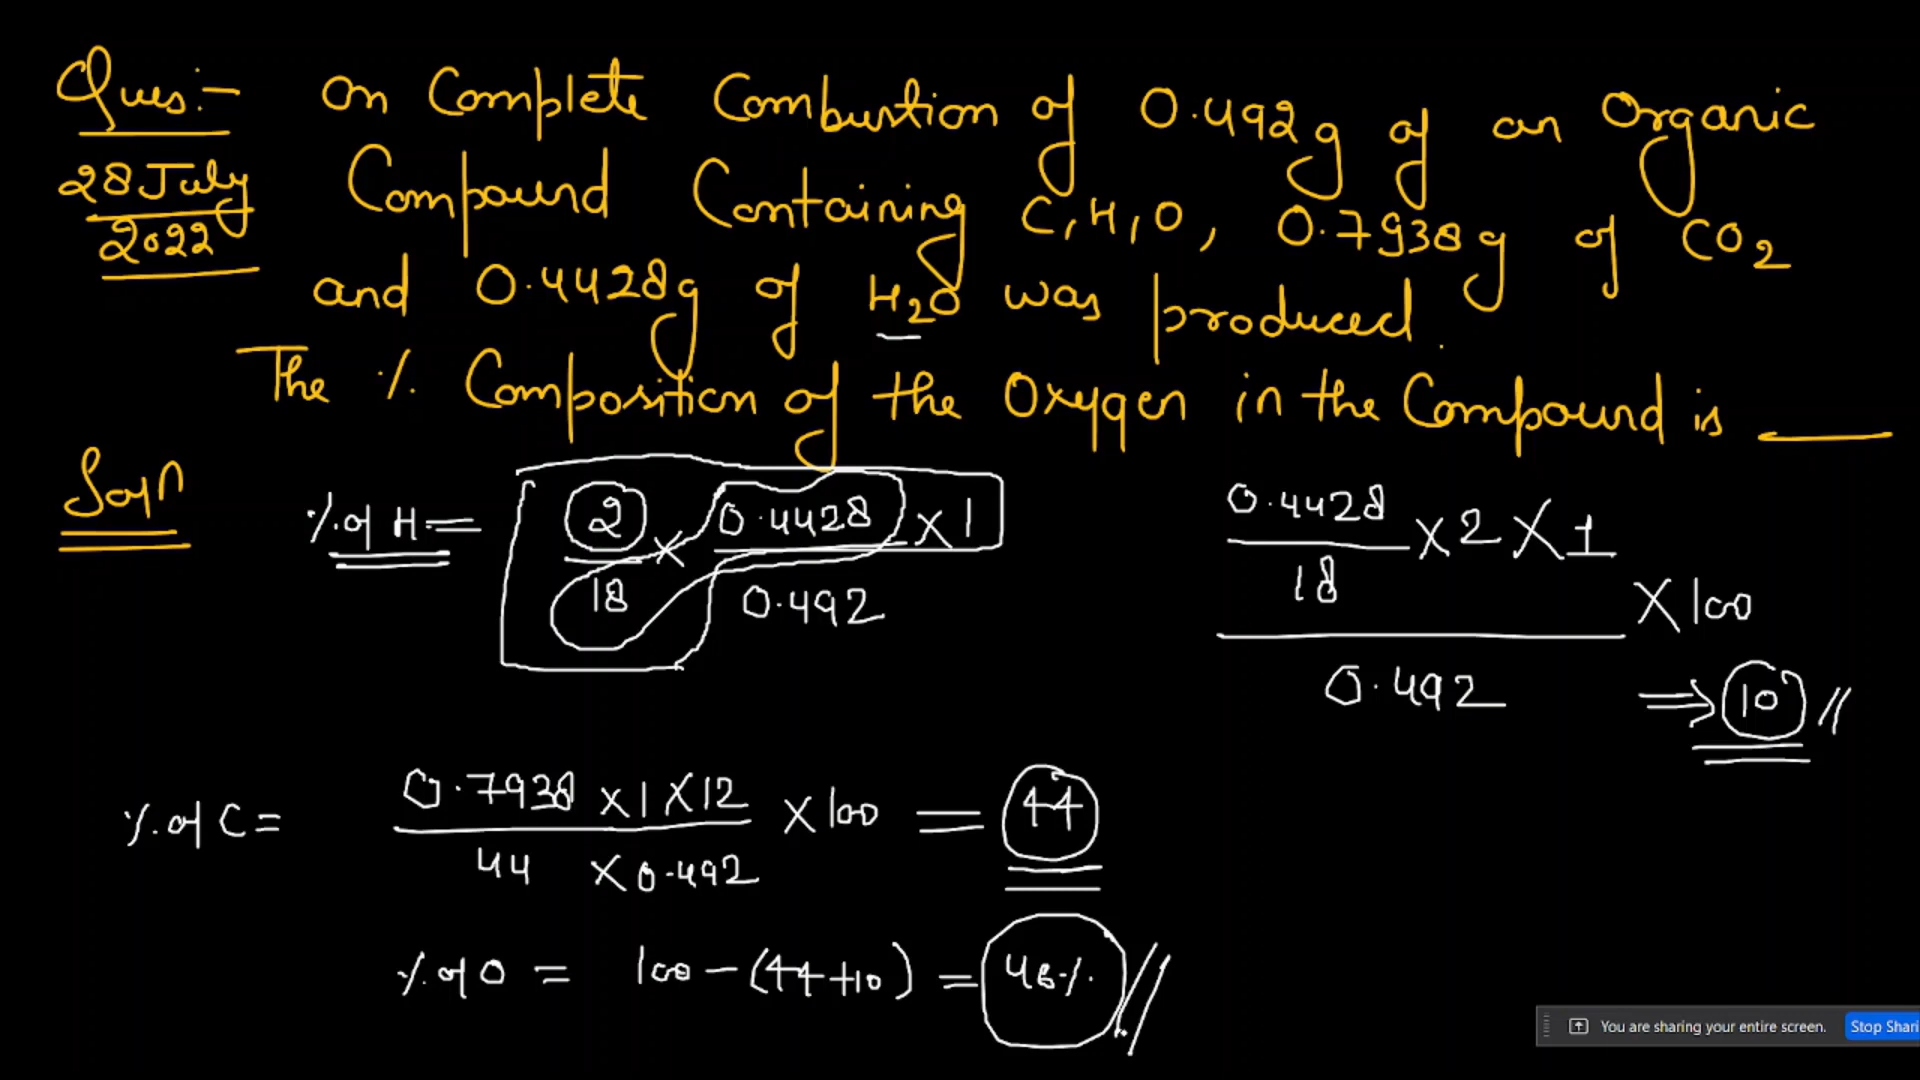 Ques:- On Complete Combustion of 0.492g of an Organic
28 July 2022
Compound Containing C, H, O, 0.7938g of CO2
and 0.4428g of H2O was produced.
The % Composition of the Oxygen in the Compound is ____
Sol^n
% of H = 2/18 × 0.4428/0.492 × 1
0.4428/18 × 2 × 1 / 0.492 × 100
⇒ 10 //
% of C = 0.7938 × 1 × 12 / 44 × 0.492 × 100 = 44
% of O = 100 - (44+10) = 46% //
You are sharing your entire screen.
Stop Shari